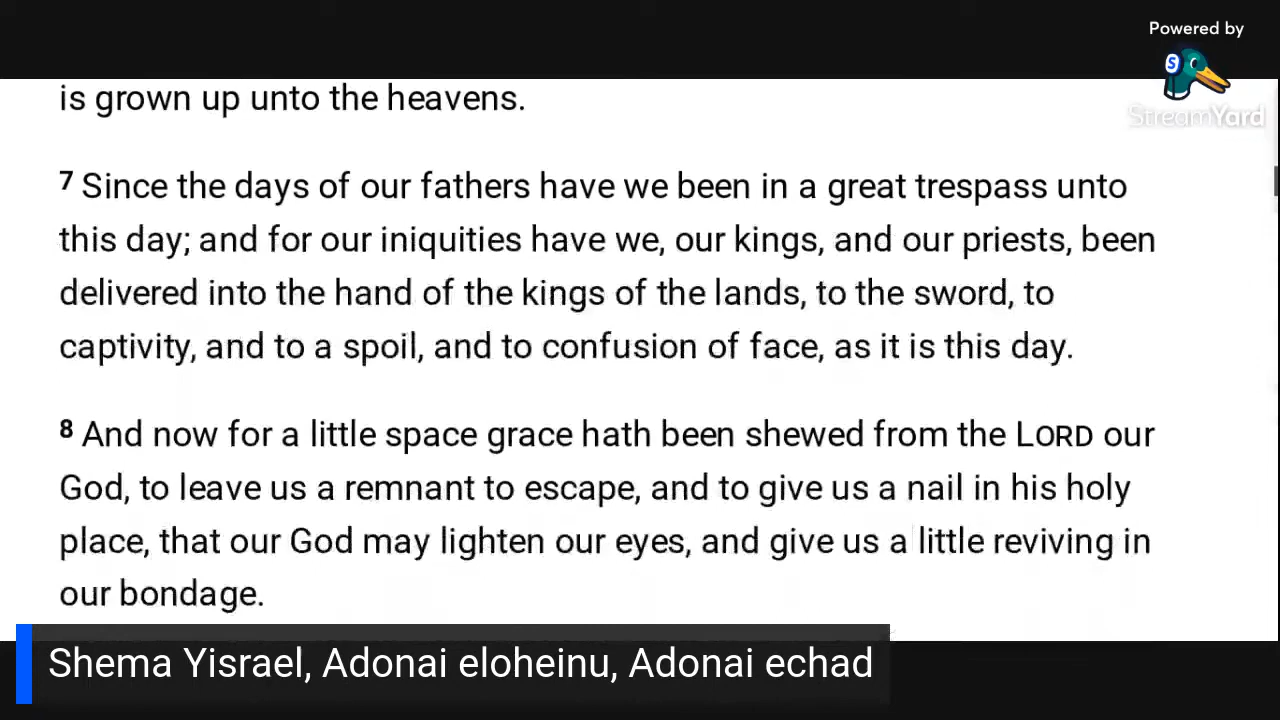 Powered by
StreamYard
is grown up unto the heavens.
7 Since the days of our fathers have we been in a great trespass unto
this day; and for our iniquities have we, our kings, and our priests, been
delivered into the hand of the kings of the lands, to the sword, to
captivity, and to a spoil, and to confusion of face, as it is this day.
8 And now for a little space grace hath been shewed from the LORD our
God, to leave us a remnant to escape, and to give us a nail in his holy
place, that our God may lighten our eyes, and give us a little reviving in
our bondage.
Shema Yisrael, Adonai eloheinu, Adonai echad